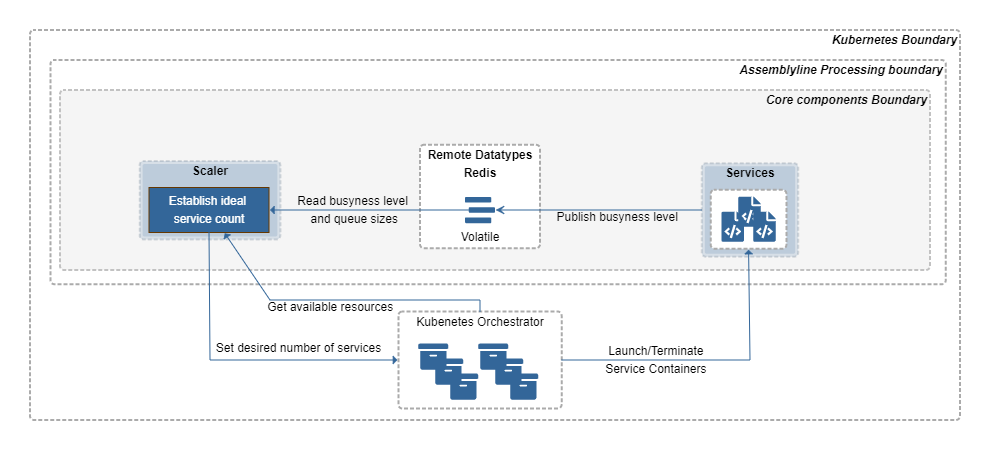 Kubernetes Boundary
Assemblyline Processing boundary
Core components Boundary
Scaler
Establish ideal
service count
Read busyness level
and queue sizes
Remote Datatypes
Redis
Volatile
Publish busyness level
Services
Get available resources
Set desired number of services
Kubenetes Orchestrator
Launch/Terminate
Service Containers